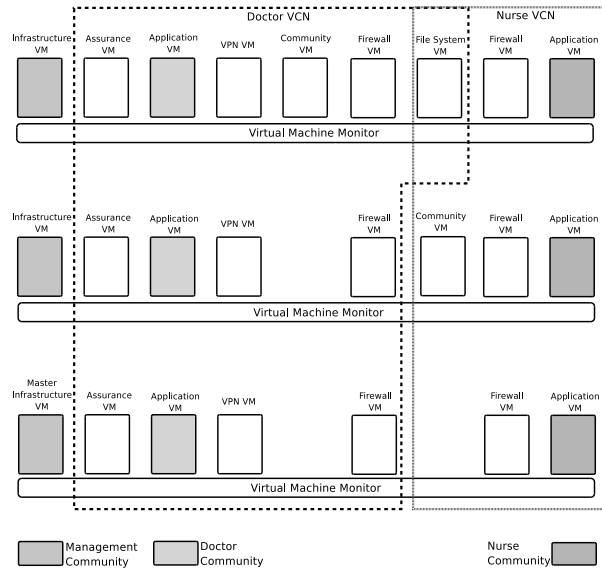 Doctor VCN
Nurse VCN
Infrastructure
VM
Assurance
VM
Application
VM
VPN VM
Community
VM
Firewall
VM
File System
VM
Firewall
VM
Application
VM
Virtual Machine Monitor
Infrastructure
VM
Assurance
VM
Application
VM
VPN VM
Firewall
VM
Community
VM
Firewall
VM
Application
VM
Virtual Machine Monitor
Master
Infrastructure
VM
Assurance
VM
Application
VM
VPN VM
Firewall
VM
Firewall
VM
Application
VM
Virtual Machine Monitor
Management
Community
Doctor
Community
Nurse
Community